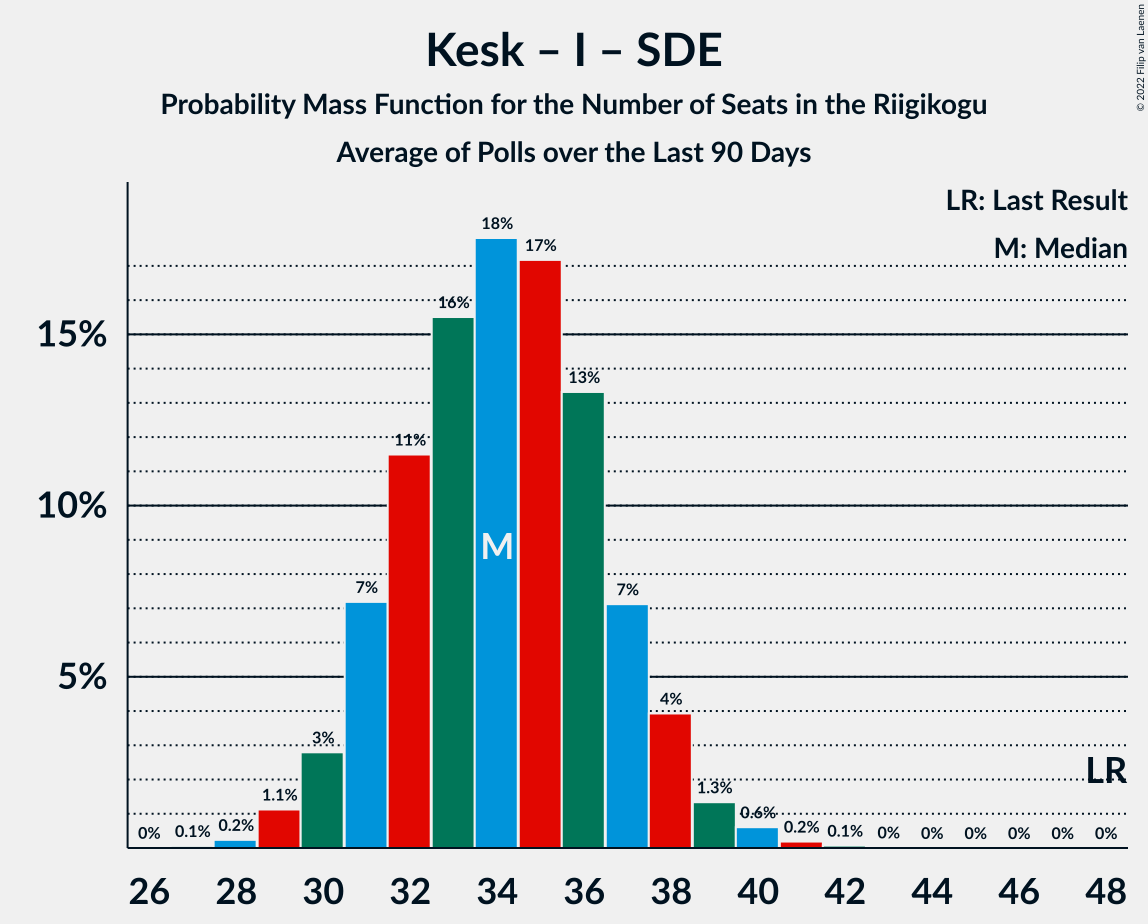 Kesk – I – SDE
Probability Mass Function for the Number of Seats in the Riigikogu
Average of Polls over the Last 90 Days
© 2022 Filip van Laenen
LR: Last Result
M: Median
15%
10%
5%
0%
0.1%
0.2%
1.1%
3%
7%
11%
16%
18%
17%
13%
7%
4%
1.3%
0.6%
0.2%
0.1%
0%
0%
0%
0%
0%
0%
M
LR
26 28 30 32 34 36 38 40 42 44 46 48